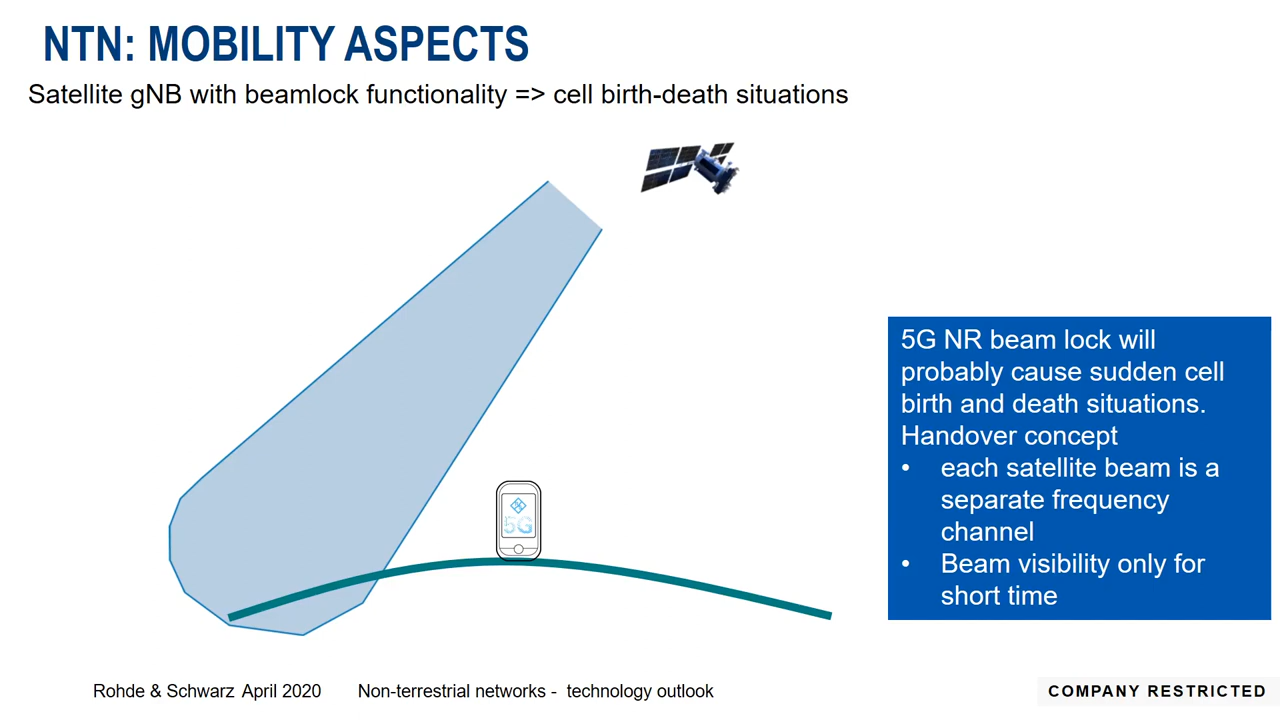 NTN: MOBILITY ASPECTS
Satellite gNB with beamlock functionality => cell birth-death situations
5G
5G NR beam lock will
probably cause sudden cell
birth and death situations.
Handover concept
• each satellite beam is a
separate frequency
channel
• Beam visibility only for
short time
Rohde & Schwarz April 2020 Non-terrestrial networks - technology outlook
COMPANY RESTRICTED